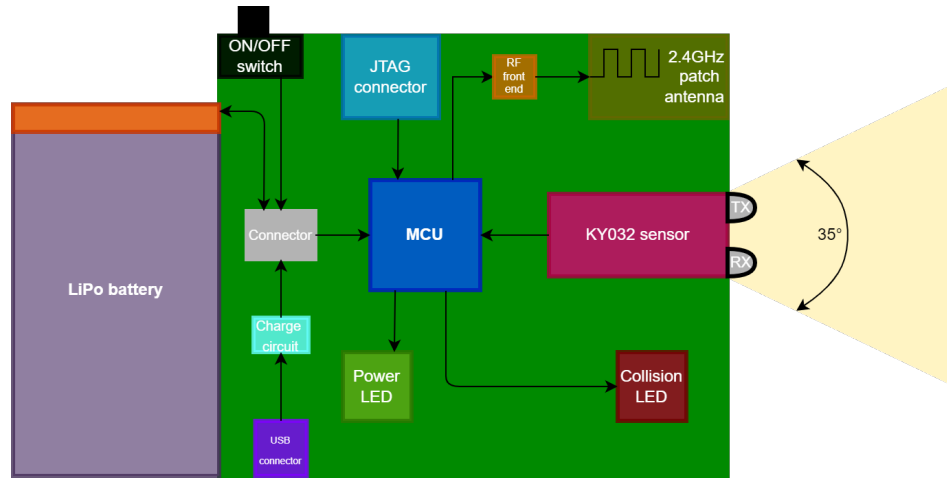 ON/OFF
switch
JTAG
connector
RF
front
end
2.4GHz
patch
antenna
Connector
MCU
KY032 sensor
TX
RX
35°
LiPo battery
Charge
circuit
Power
LED
Collision
LED
USB
connector